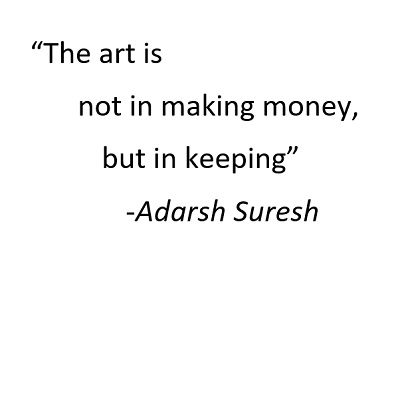 “The art is
not in making money,
but in keeping”
-Adarsh Suresh